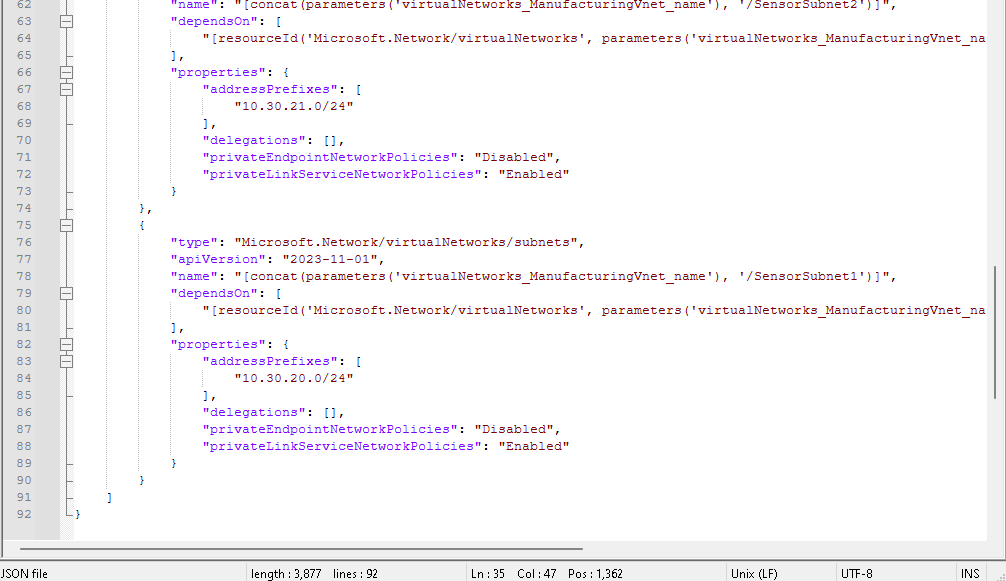 62 "name": "[concat(parameters('virtualNetworks_ManufacturingVnet_name'), '/SensorSubnet2')]",
63 "dependsOn": [
64 "[resourceId('Microsoft.Network/virtualNetworks', parameters('virtualNetworks_ManufacturingVnet_na
65 ],
66 "properties": {
67 "addressPrefixes": [
68 "10.30.21.0/24"
69 ],
70 "delegations": [],
71 "privateEndpointNetworkPolicies": "Disabled",
72 "privateLinkServiceNetworkPolicies": "Enabled"
73 }
74 },
75 {
76 "type": "Microsoft.Network/virtualNetworks/subnets",
77 "apiVersion": "2023-11-01",
78 "name": "[concat(parameters('virtualNetworks_ManufacturingVnet_name'), '/SensorSubnet1')]",
79 "dependsOn": [
80 "[resourceId('Microsoft.Network/virtualNetworks', parameters('virtualNetworks_ManufacturingVnet_na
81 ],
82 "properties": {
83 "addressPrefixes": [
84 "10.30.20.0/24"
85 ],
86 "delegations": [],
87 "privateEndpointNetworkPolicies": "Disabled",
88 "privateLinkServiceNetworkPolicies": "Enabled"
89 }
90 }
91 ]
92 }
JSON file length : 3,877 lines : 92 Ln : 35 Col : 47 Pos : 1,362 Unix (LF) UTF-8 INS